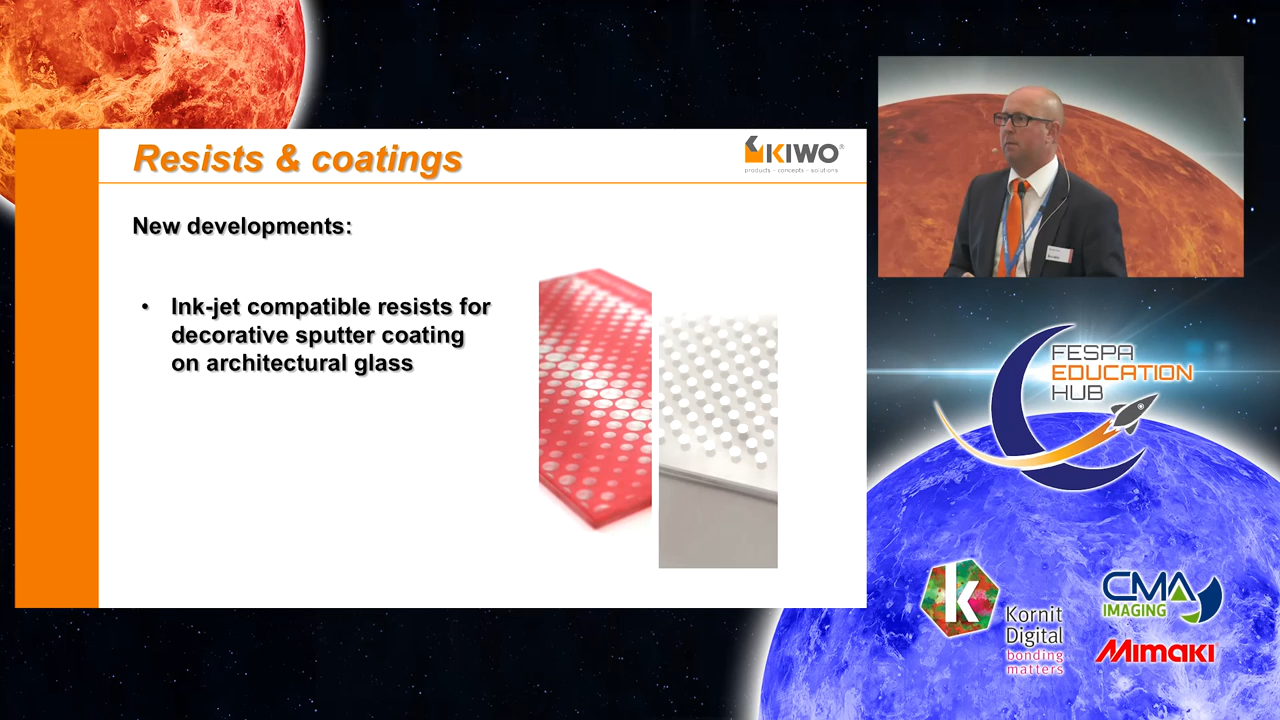 Resists & coatings
KIWO®
products - concepts - solutions
New developments:
• Ink-jet compatible resists for
decorative sputter coating
on architectural glass
FESPA
EDUCATION
HUB
k
Kornit
Digital
bonding
matters
CMA
IMAGING
Mimaki